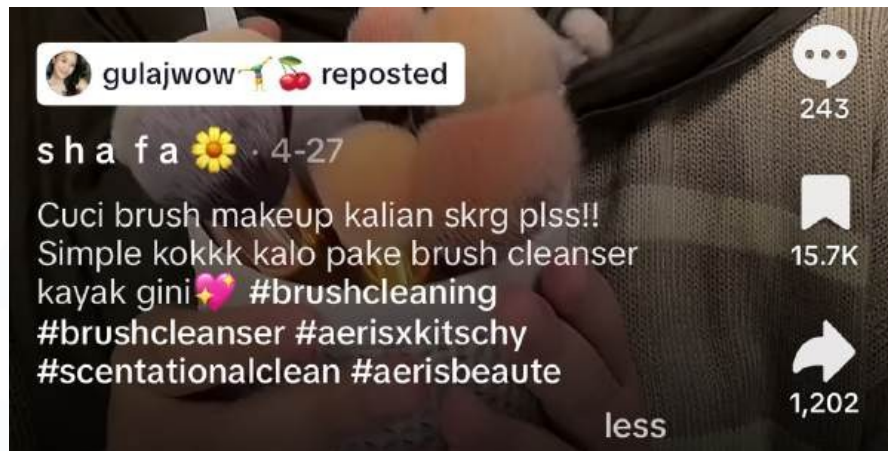 gulajwow🤸🍒 reposted
243
s h a f a 🌼 · 4-27
Cuci brush makeup kalian skrg plss!!
Simple kokkk kalo pake brush cleanser
15.7K
kayak gini💖 #brushcleaning
#brushcleanser #aerisxkitschy
#scentationalclean #aerisbeaute
1,202
less